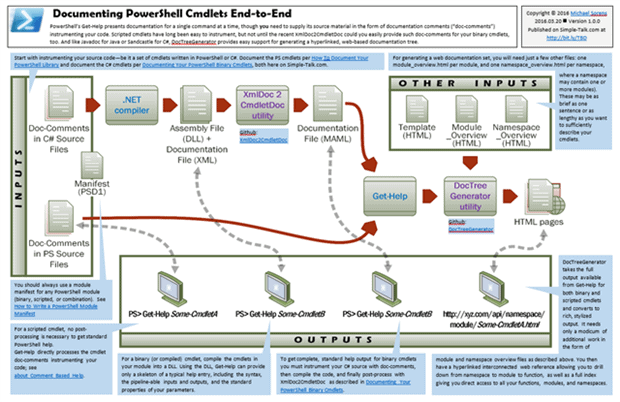 Documenting PowerShell Cmdlets End-to-End
PowerShell's Get-Help presents documentation for a single command at a time, though you need to supply its source material in the form of documentation comments ("doc-comments")
instrumenting your code. Scripted cmdlets have long been easy to instrument, but not until the recent XmlDoc2CmdletDoc could you easily provide such doc-comments for your binary cmdlets,
too. And like Javadoc for Java or Sandcastle for C#, DocTreeGenerator provides easy support for generating a hyperlinked, web-based documentation tree.
Copyright © 2016 Michael Sorens
2016.03.20 ■ Version 1.0.0
Published on Simple-Talk.com at
Start with instrumenting your source code—be it a set of cmdlets written in PowerShell or C#. Document the PS cmdlets per How To Document Your
PowerShell Library and document the C# cmdlets per Documenting Your PowerShell Binary Cmdlets, both here on Simple-Talk.com.
For generating a web documentation set, you will need just a few other files: one
module_overview.html per module, and one namespace_overview.html per namespace,
where a namespace
may contain one or
more modules).
These may be as
brief as one
sentence or as
lengthy as you want
to sufficiently
describe your
cmdlets.
INPUTS
Doc-Comments
in C# Source
Files
.NET
compiler
Assembly File
(DLL) +
Documentation
File (XML)
XmlDoc 2
CmdletDoc
utility
Github:
XmlDoc2CmdletDoc
Documentation
File (MAML)
OTHER INPUTS
Template
(HTML)
Module
_Overview
(HTML)
Namespace
_Overview
(HTML)
Manifest
(PSD1)
Doc-Comments
in PS Source
Files
Get-Help
DocTree
Generator
utility
Github:
DocTreeGenerator
HTML pages
You should always use a module
manifest for any PowerShell module
(binary, scripted, or combination). See
How to Write a PowerShell Module
Manifest
PS> Get-Help Some-CmdletA
PS> Get-Help Some-CmdletB
PS> Get-Help Some-CmdletB
http://xyz.com/api/namespace/
module/Some-CmdletA.html
OUTPUTS
DocTreeGenerator
takes the full
output available
from Get-Help for
both binary and
scripted cmdlets
and converts to
rich, stylized
output. It needs
only a modicum of
additional work in the
form of
For a scripted cmdlet, no post-
processing is necessary to get standard
PowerShell help.
Get-Help directly processes the cmdlet
doc-comments instrumenting your
code; see
about Comment Based Help.
For a binary (or compiled) cmdlet, compile the cmdlets in
your module into a DLL. Using the DLL, Get-Help can provide
only a skeleton of a typical help entry, including the syntax,
the pipeline-able inputs and outputs, and the standard
properties of your parameters.
To get complete, standard help output for binary cmdlets
you must instrument your C# source with doc-comments,
then compile the code, and finally post-process with
XmlDoc2CmdletDoc as described in Documenting Your
PowerShell Binary Cmdlets.
module and namespace overview files as described above. You then
have a hyperlinked interconnected web reference allowing you to drill
down from namespace to module to function, as well as a full index
giving you direct access to all your functions, modules, and namespaces.